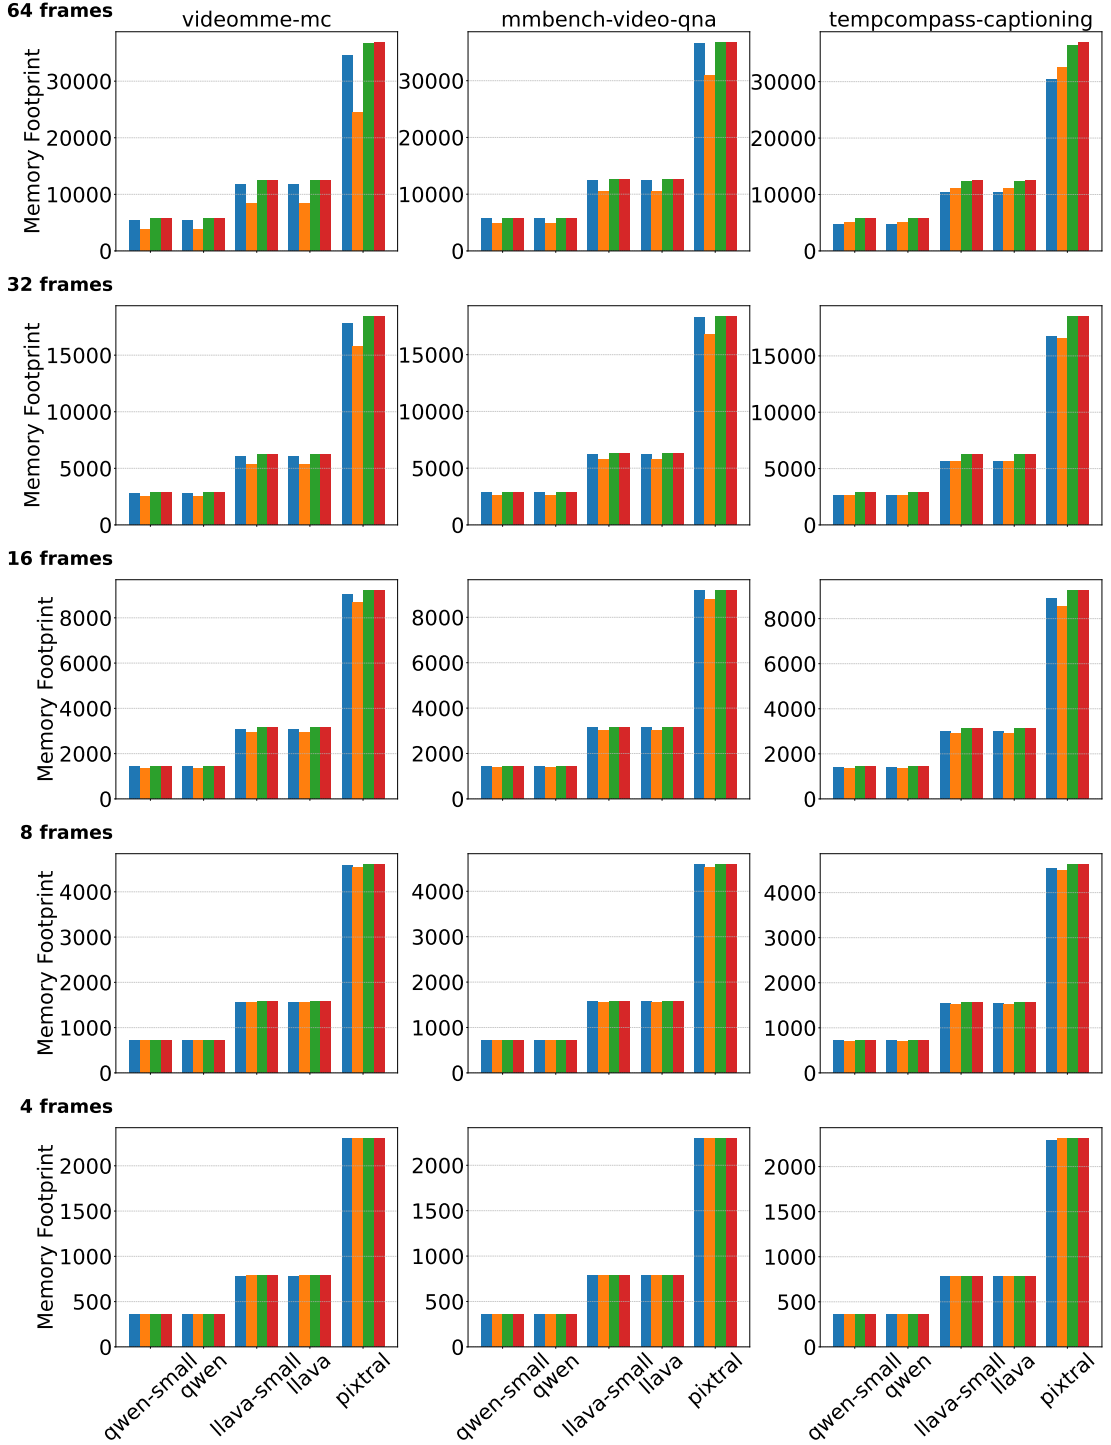 64 frames
videomme-mc
mmbench-video-qna
tempcompass-captioning
Memory Footprint
30000
20000
10000
0
30000
20000
10000
0
30000
20000
10000
0
32 frames
Memory Footprint
15000
10000
5000
0
15000
10000
5000
0
15000
10000
5000
0
16 frames
Memory Footprint
8000
6000
4000
2000
0
8000
6000
4000
2000
0
8000
6000
4000
2000
0
8 frames
Memory Footprint
4000
3000
2000
1000
0
4000
3000
2000
1000
0
4000
3000
2000
1000
0
4 frames
Memory Footprint
2000
1500
1000
500
0
2000
1500
1000
500
0
2000
1500
1000
500
0
qwen-small
qwen
llava-small
llava
pixtral
qwen-small
qwen
llava-small
llava
pixtral
qwen-small
qwen
llava-small
llava
pixtral